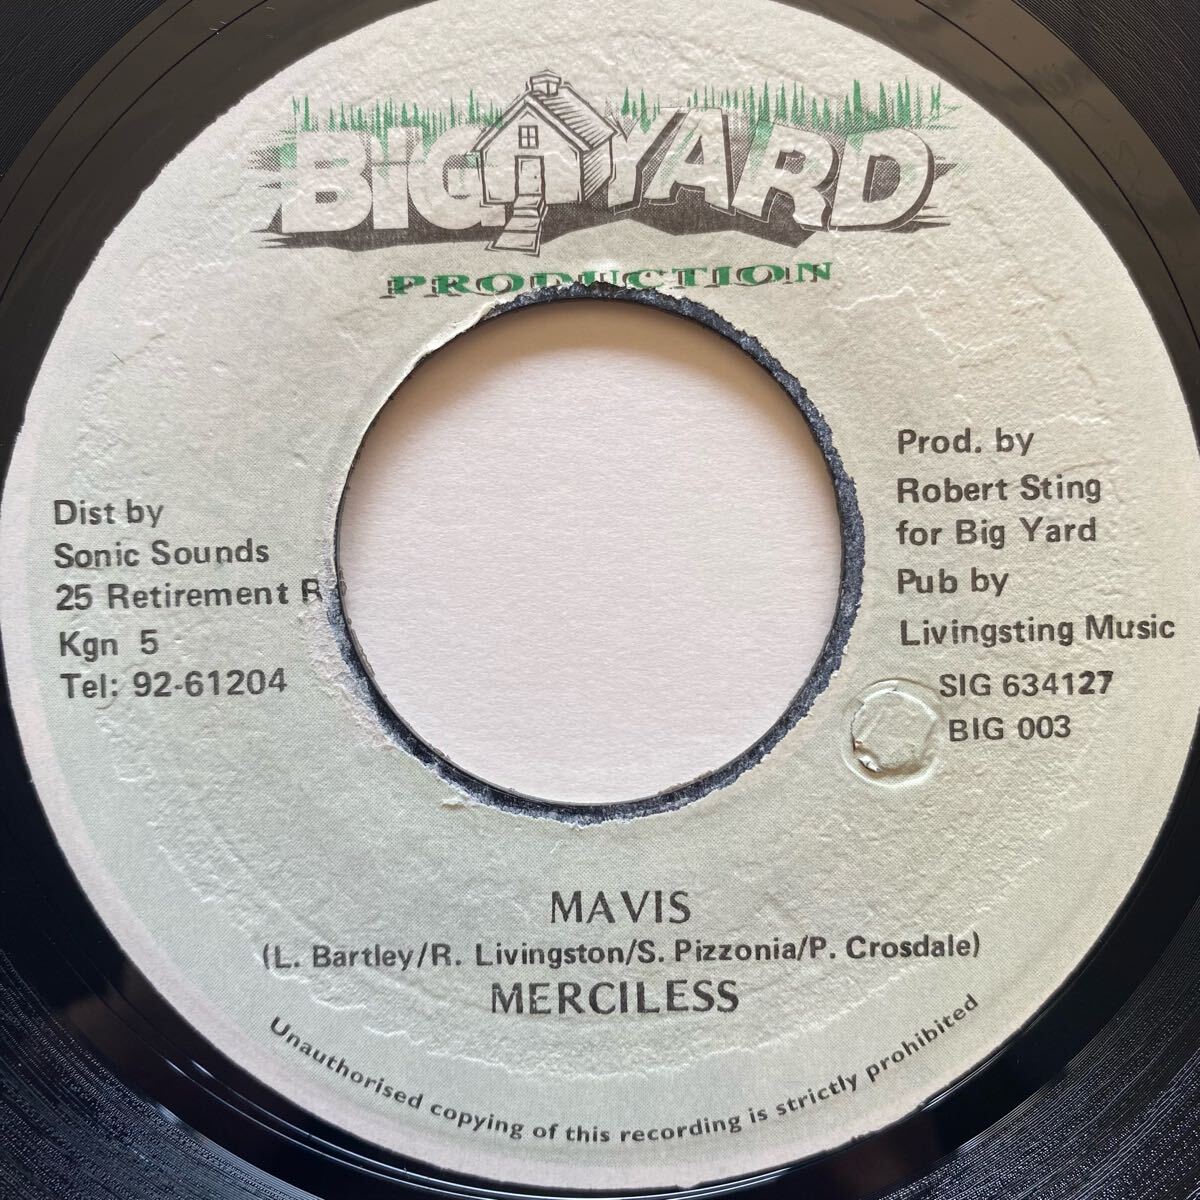 BIG YARD
PRODUCTION
Dist by
Sonic Sounds
25 Retirement R
Kgn 5
Tel: 92-61204
Prod. by
Robert Sting
for Big Yard
Pub by
Livingsting Music
SIG 634127
BIG 003
MAVIS
(L. Bartley/R. Livingston/S. Pizzonia/P. Crosdale)
MERCILESS
Unauthorised copying of this recording is strictly prohibited